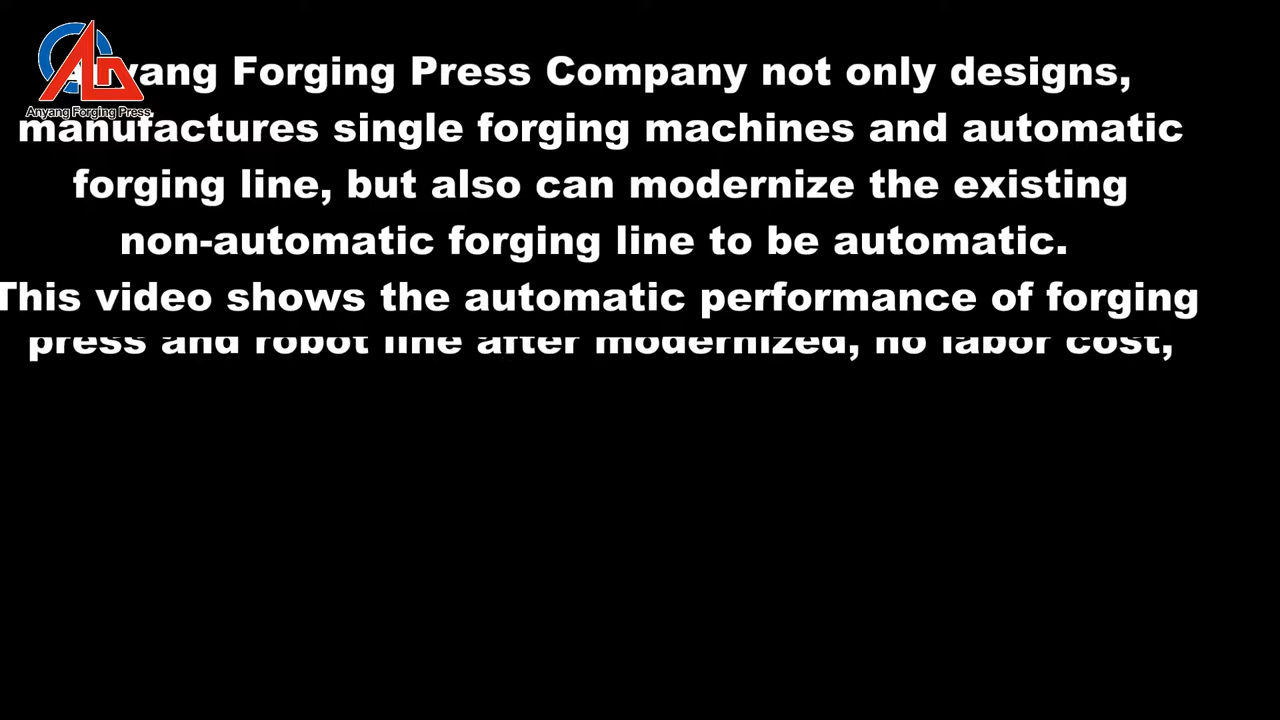 Anyang Forging Press Company not only designs,
Anyang Forging Press
manufactures single forging machines and automatic
forging line, but also can modernize the existing
non-automatic forging line to be automatic.
This video shows the automatic performance of forging
press and robot line after modernized, no labor cost,